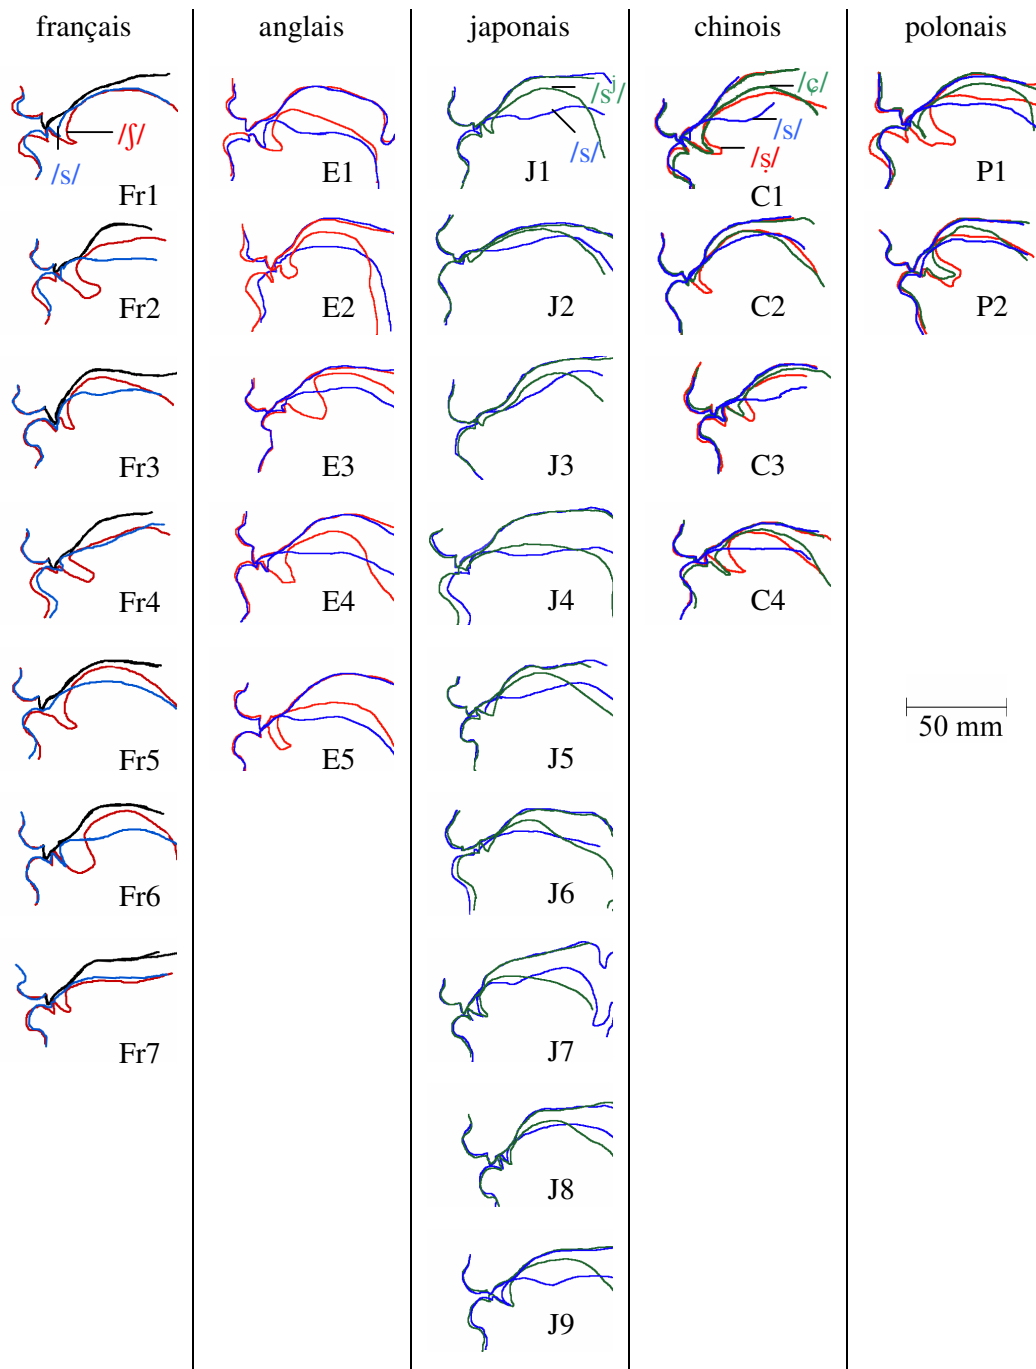 français anglais japonais chinois polonais
/ʃ/
/s/
Fr1
E1
/sʲ/
/s/
J1
/ɕ/
/s/
/ṣ/
C1
P1
Fr2 E2 J2 C2 P2
Fr3 E3 J3 C3
Fr4 E4 J4 C4
Fr5 E5 J5
50 mm
Fr6 J6
Fr7 J7
J8
J9